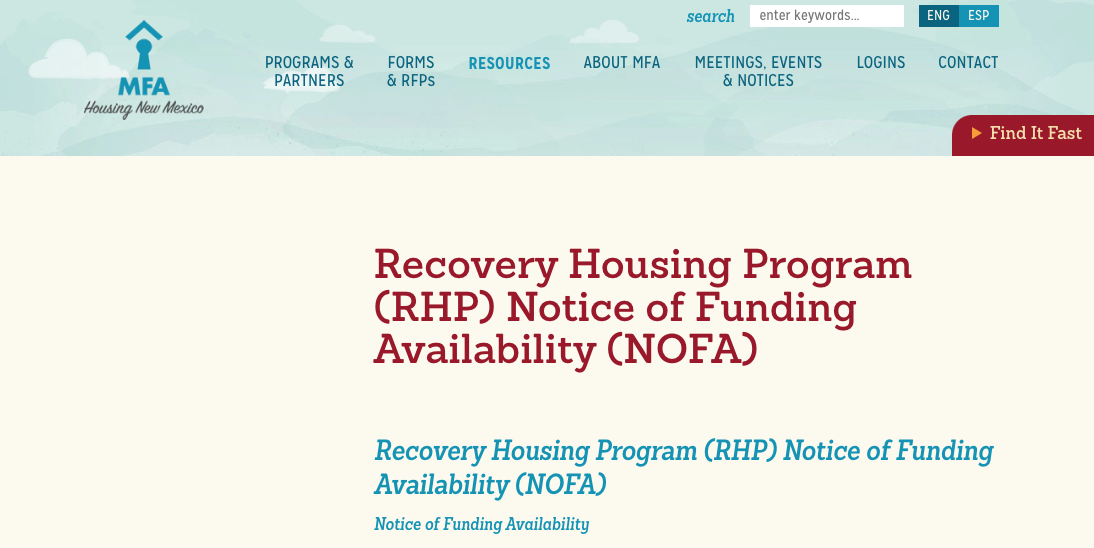 search
enter keywords...
ENG
ESP
MFA
Housing New Mexico
PROGRAMS &
PARTNERS
FORMS
& RFPs
RESOURCES
ABOUT MFA
MEETINGS, EVENTS
& NOTICES
LOGINS
CONTACT
Find It Fast
Recovery Housing Program
(RHP) Notice of Funding
Availability (NOFA)
Recovery Housing Program (RHP) Notice of Funding
Availability (NOFA)
Notice of Funding Availability